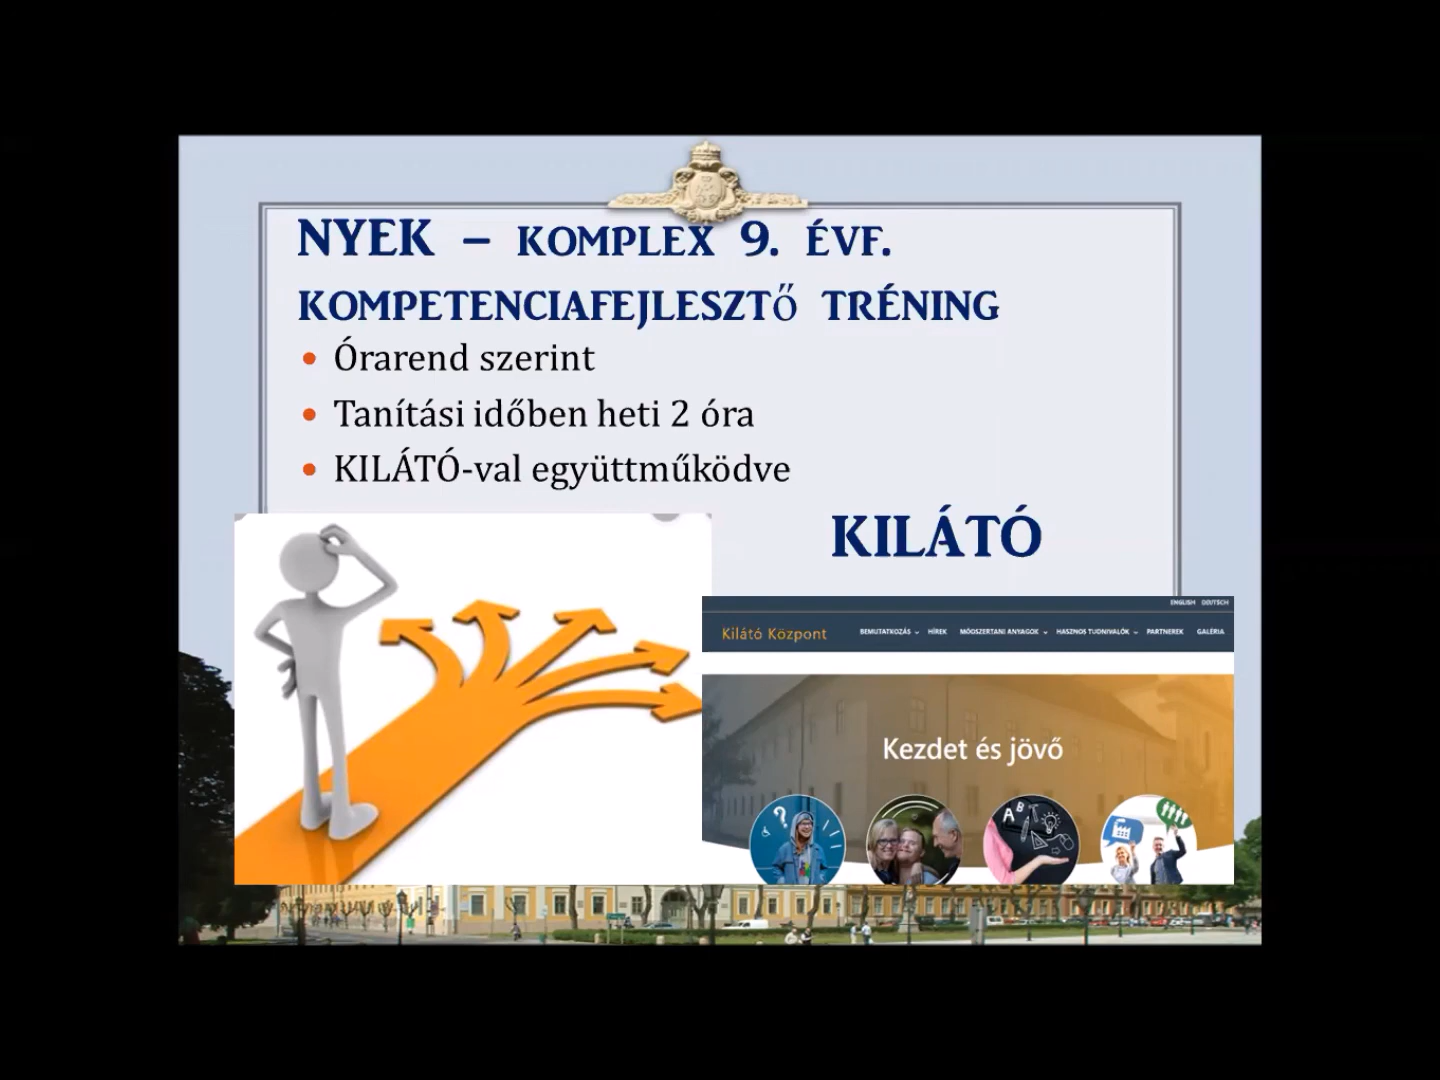 NYEK – KOMPLEX 9. ÉVF.
KOMPETENCIAFEJLESZTŐ TRÉNING
• Órarend szerint
• Tanítási időben heti 2 óra
• KILÁTÓ-val együttműködve
KILÁTÓ
ENGLISH DEUTECH
Kilátó Központ
BEMUTATKOZÁS HÍREK MÓDSZERTANI ANYAGOK HASZNOS TUDNIVALÓK PARTNEREK GALÉRIA
Kezdet és jövő
?
A B